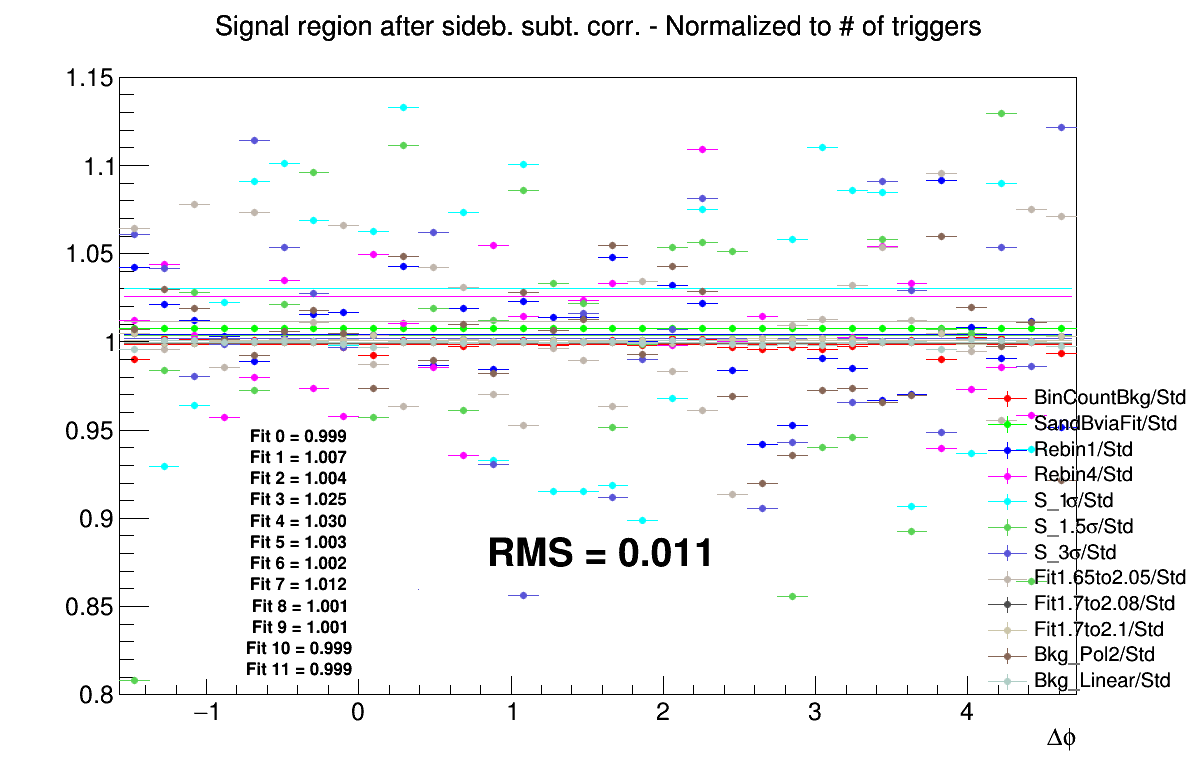 Signal region after sideb. subt. corr. - Normalized to # of triggers
1.15
1.1
1.05
1
0.95
0.9
0.85
0.8
Fit 0 = 0.999
Fit 1 = 1.007
Fit 2 = 1.004
Fit 3 = 1.025
Fit 4 = 1.030
Fit 5 = 1.003
Fit 6 = 1.002
Fit 7 = 1.012
Fit 8 = 1.001
Fit 9 = 1.001
Fit 10 = 0.999
Fit 11 = 0.999
RMS = 0.011
BinCountBkg/Std
SandBviaFit/Std
Rebin1/Std
Rebin4/Std
S_1σ/Std
S_1.5σ/Std
S_3σ/Std
Fit1.65to2.05/Std
Fit1.7to2.08/Std
Fit1.7to2.1/Std
Bkg_Pol2/Std
Bkg_Linear/Std
−1 0 1 2 3 4
Δϕ